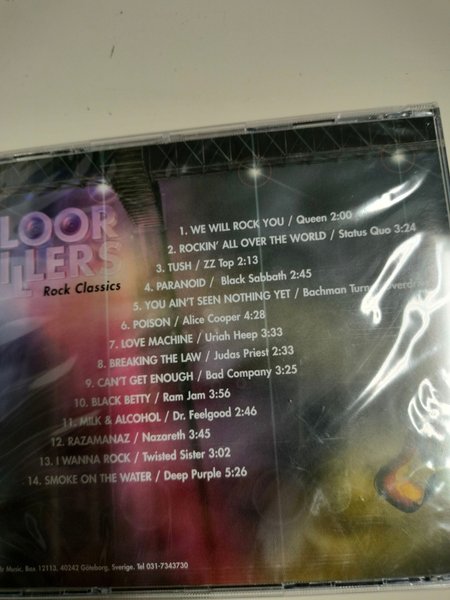 LOOR
ILLERS
Rock Classics
1. WE WILL ROCK YOU / Queen 2:00
2. ROCKIN' ALL OVER THE WORLD / Status Quo 3:24
3. TUSH / ZZ Top 2:13
4. PARANOID / Black Sabbath 2:45
5. YOU AIN'T SEEN NOTHING YET / Bachman Turner Overdr
6. POISON / Alice Cooper 4:28
7. LOVE MACHINE / Uriah Heep 3:33
8. BREAKING THE LAW / Judas Priest 2:33
9. CAN'T GET ENOUGH / Bad Company 3:25
10. BLACK BETTY / Ram Jam 3:56
11. MILK & ALCOHOL / Dr. Feelgood 2:46
12. RAZAMANAZ / Nazareth 3:45
13. I WANNA ROCK / Twisted Sister 3:02
14. SMOKE ON THE WATER / Deep Purple 5:26
Music, Box 12113, 40242 Göteborg, Sverige. Tel 031-7343730